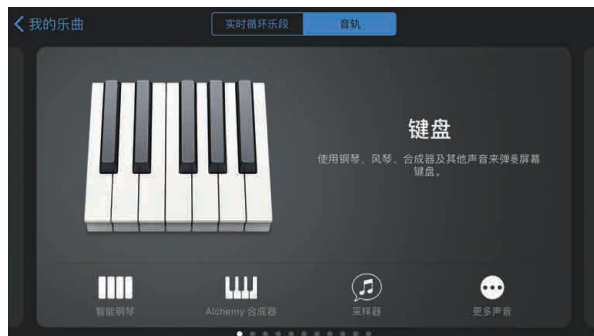 我的乐曲
实时循环乐段
音轨
键盘
使用钢琴、风琴、合成器及其他声音来弹奏屏幕
键盘。
智能钢琴
Alchemy 合成器
采样器
更多声音